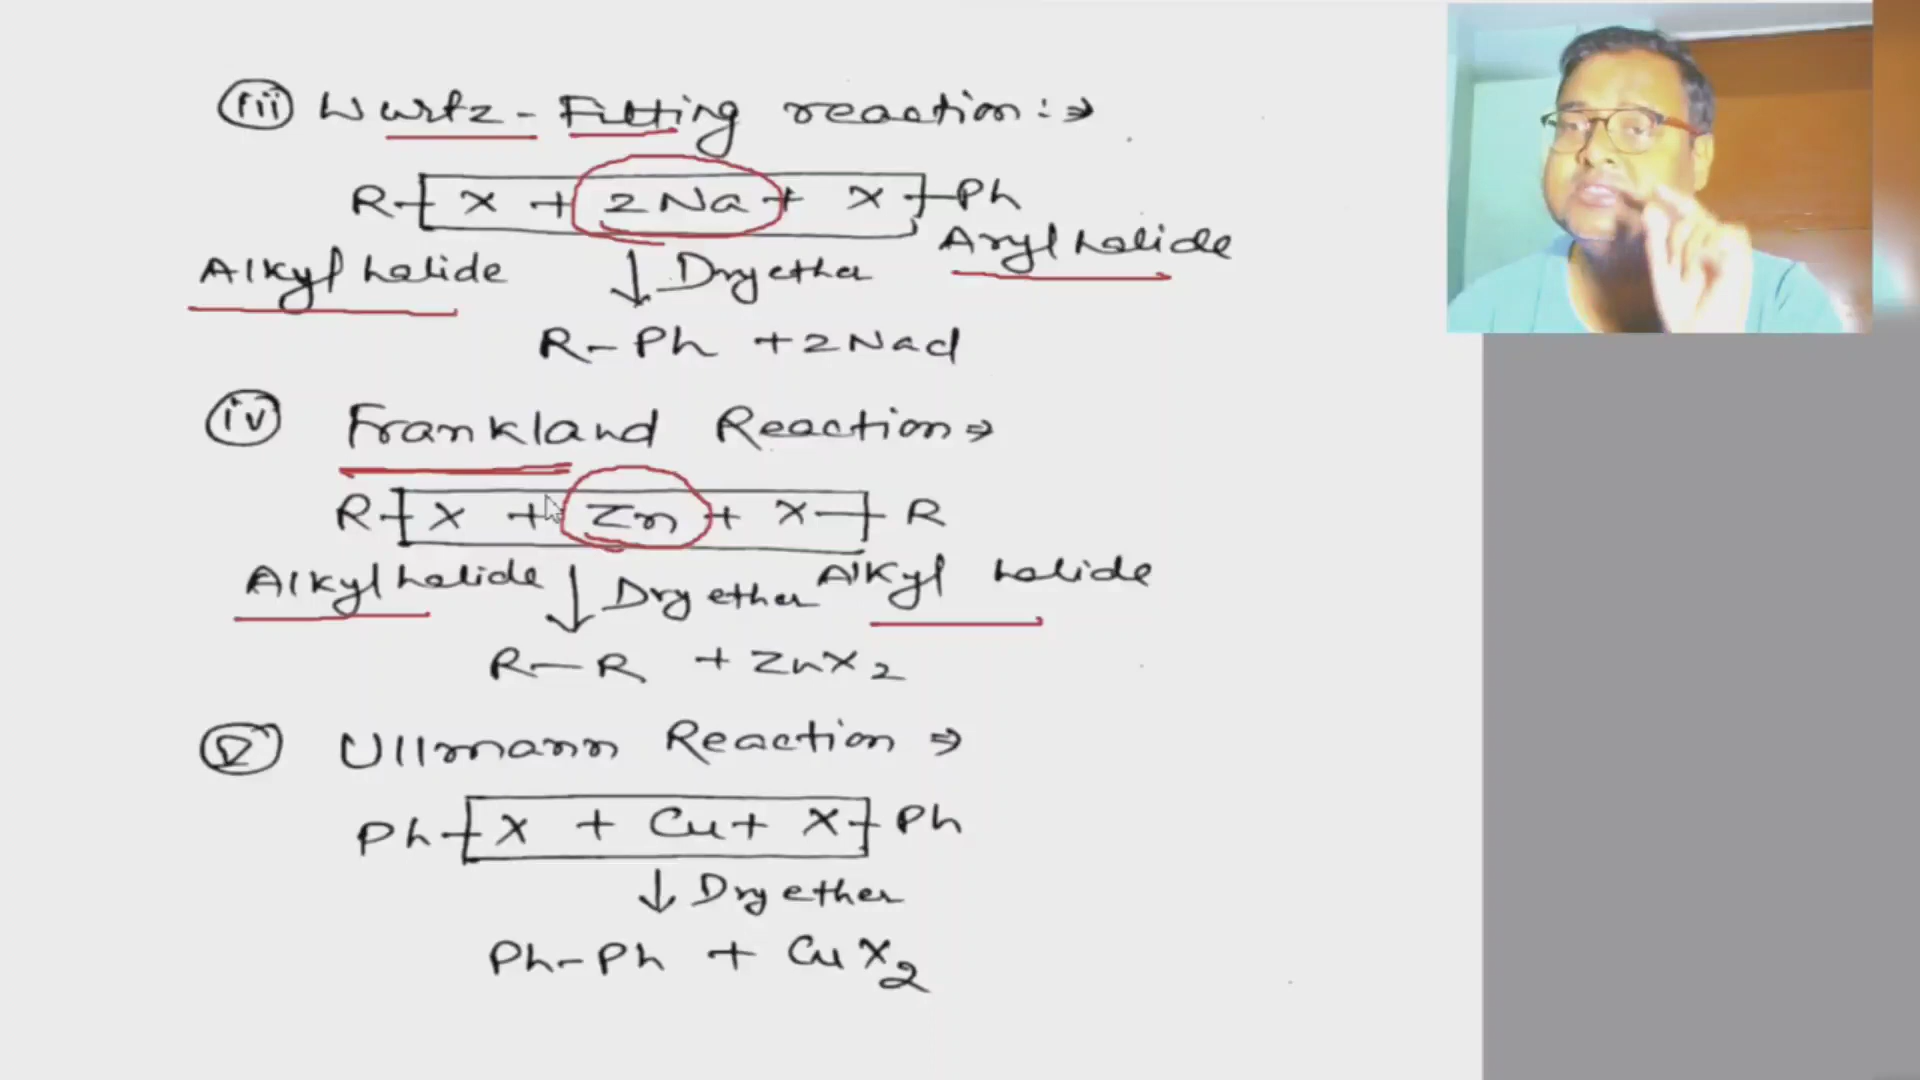 (iii) Wurtz-Fitting reaction:⇒
R-X + 2Na + X-Ph
Alkyl halide ↓ Dry ether Aryl halide
R-Ph + 2NaCl
(iv) Frankland Reaction⇒
R-X + Zn + X-R
Alkyl halide ↓ Dry ether Alkyl halide
R-R + ZnX2
(V) Ullmann Reaction ⇒
Ph-X + Cu + X-Ph
↓ Dry ether
Ph-Ph + CuX2